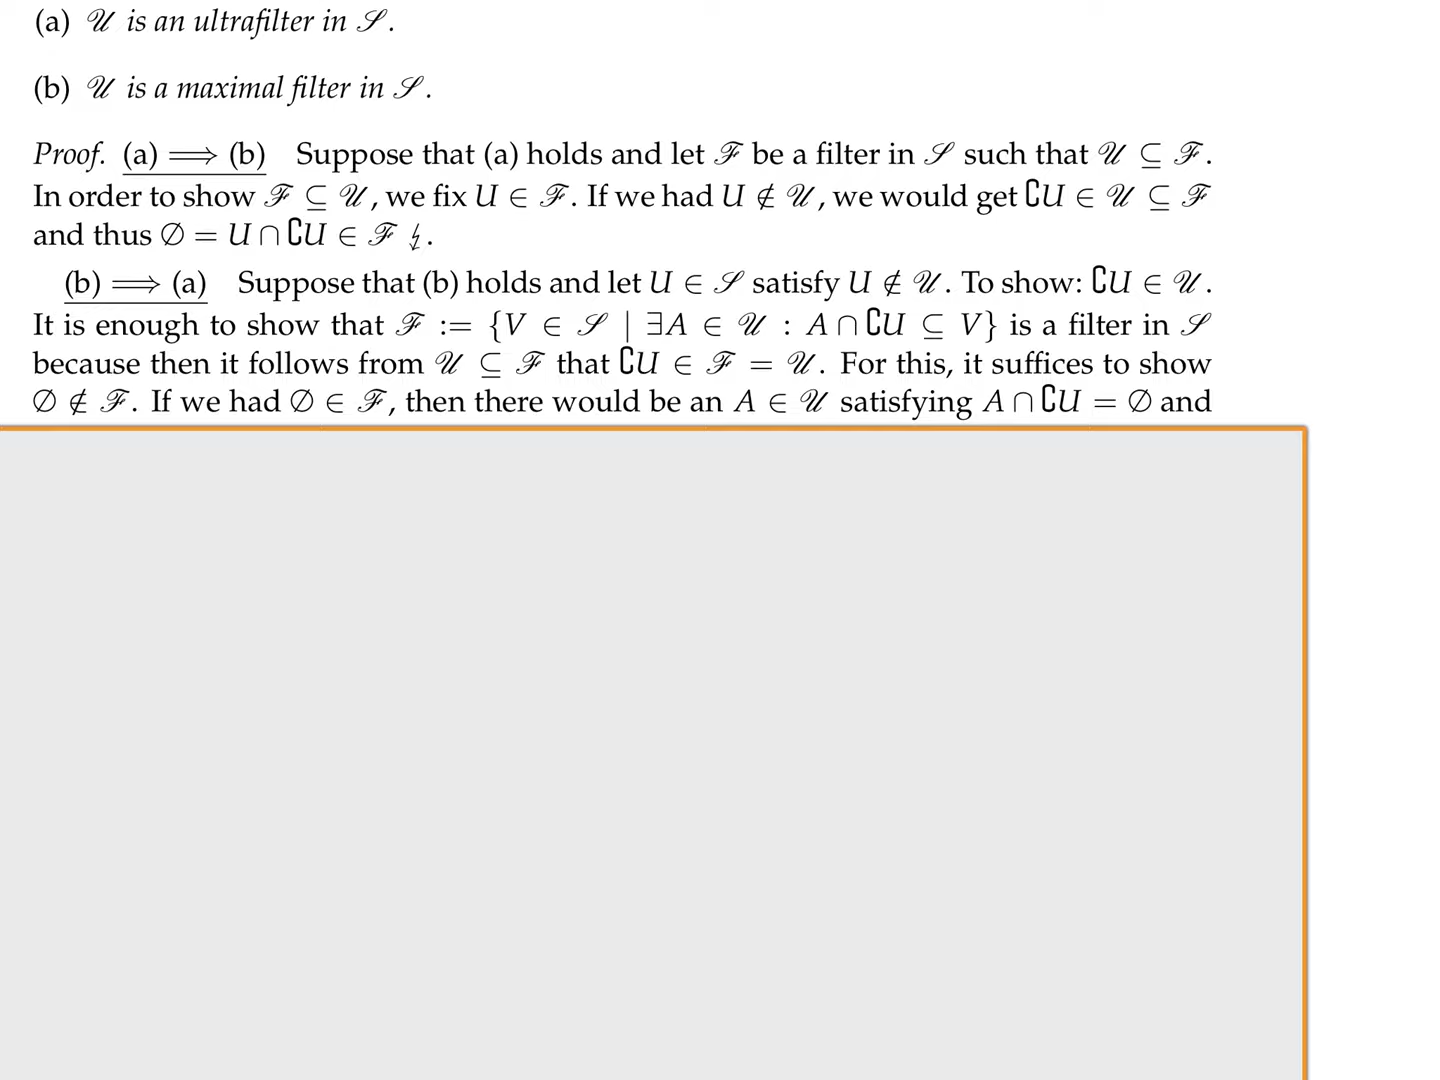 (a) 𝒰 is an ultrafilter in 𝒮.
(b) 𝒰 is a maximal filter in 𝒮.
Proof. (a) ⟹ (b) Suppose that (a) holds and let ℱ be a filter in 𝒮 such that 𝒰 ⊆ ℱ.
In order to show ℱ ⊆ 𝒰, we fix U ∈ ℱ. If we had U ∉ 𝒰, we would get ∁U ∈ 𝒰 ⊆ ℱ
and thus ∅ = U ∩ ∁U ∈ ℱ ↯.
(b) ⟹ (a) Suppose that (b) holds and let U ∈ 𝒮 satisfy U ∉ 𝒰. To show: ∁U ∈ 𝒰.
It is enough to show that ℱ := {V ∈ 𝒮 | ∃A ∈ 𝒰 : A ∩ ∁U ⊆ V} is a filter in 𝒮
because then it follows from 𝒰 ⊆ ℱ that ∁U ∈ ℱ = 𝒰. For this, it suffices to show
∅ ∉ ℱ. If we had ∅ ∈ ℱ, then there would be an A ∈ 𝒰 satisfying A ∩ ∁U = ∅ and